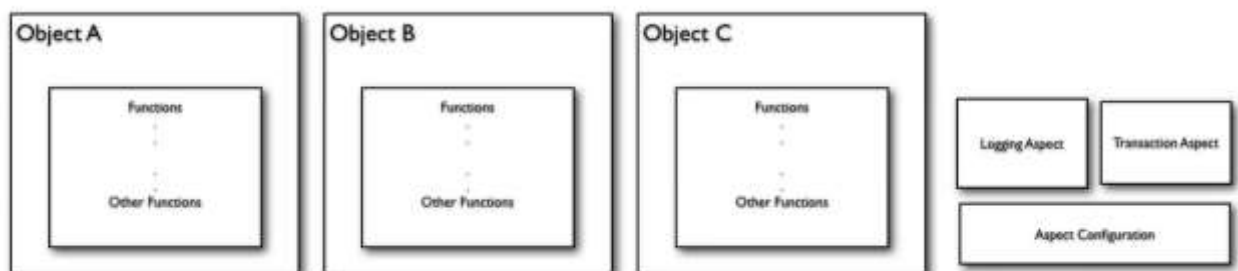 Object A
Functions
Other Functions
Object B
Functions
Other Functions
Object C
Functions
Other Functions
Logging Aspect
Transaction Aspect
Aspect Configuration